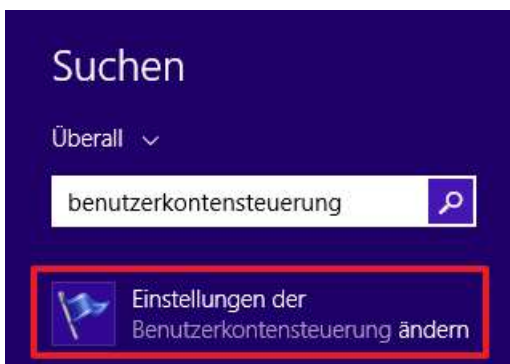 Suchen
Überall
benutzerkontensteuerung
Einstellungen der
Benutzerkontensteuerung ändern